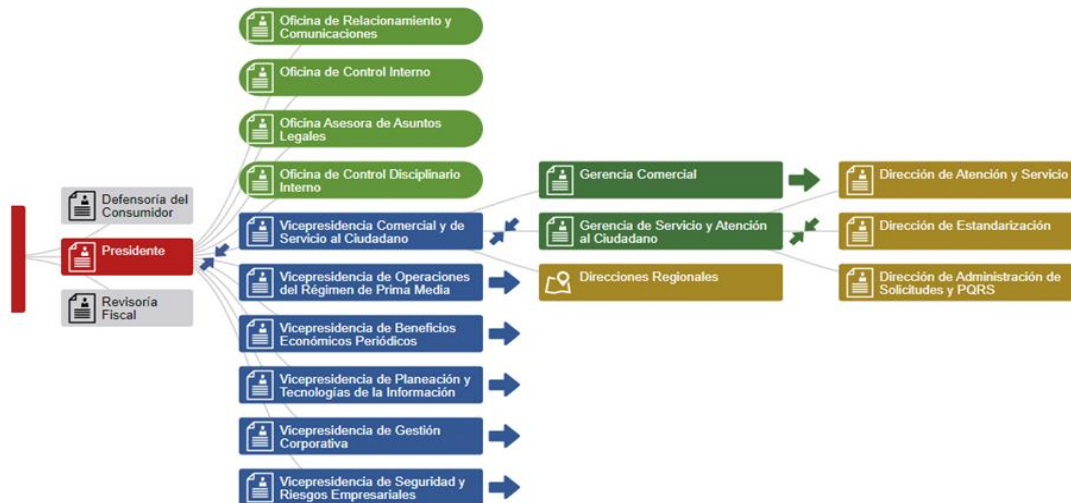 Oficina de Relacionamiento y
Comunicaciones
Oficina de Control Interno
Oficina Asesora de Asuntos
Legales
Oficina de Control Disciplinario
Interno
Defensoría del
Consumidor
Presidente
Revisoría
Fiscal
Vicepresidencia Comercial y de
Servicio al Ciudadano
Vicepresidencia de Operaciones
del Régimen de Prima Media
Vicepresidencia de Beneficios
Económicos Periódicos
Vicepresidencia de Planeación y
Tecnologías de la Información
Vicepresidencia de Gestión
Corporativa
Vicepresidencia de Seguridad y
Riesgos Empresariales
Gerencia Comercial
Gerencia de Servicio y Atención
al Ciudadano
Direcciones Regionales
Dirección de Atención y Servicio
Dirección de Estandarización
Dirección de Administración de
Solicitudes y PQRS